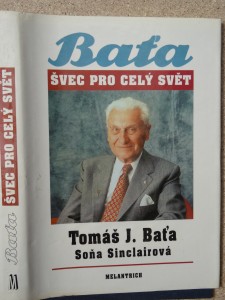 Baťa
ŠVEC PRO CELÝ SVĚT
Tomáš J. Baťa
Soňa Sinclairová
MELANTRICH
Baťa ŠVEC PRO CELÝ SVĚT
M